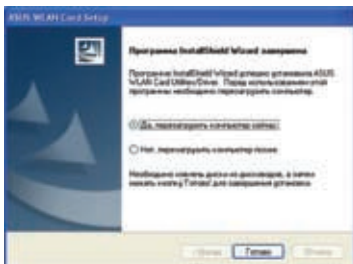 ASUS WLAN Card Setup
Программа InstallShield Wizard завершена
Программа InstallShield Wizard успешно установила ASUS
WLAN Card Utilities/Driver. Перед использованием этой
программы необходимо перезагрузить компьютер.
Да, перезагрузить компьютер сейчас.
Нет, перезагрузить компьютер позже.
Необходимо извлечь диски из дисководов, а затем
нажать кнопку "Готово" для завершения установки.
< Назад
Готово
Отмена